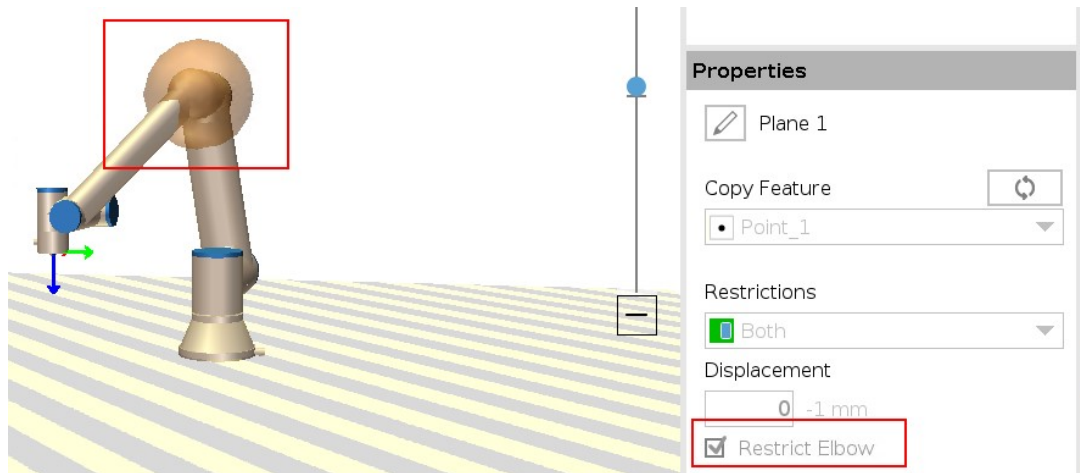 Properties
Plane 1
Copy Feature
Point_1
Restrictions
Both
Displacement
0 -1 mm
Restrict Elbow